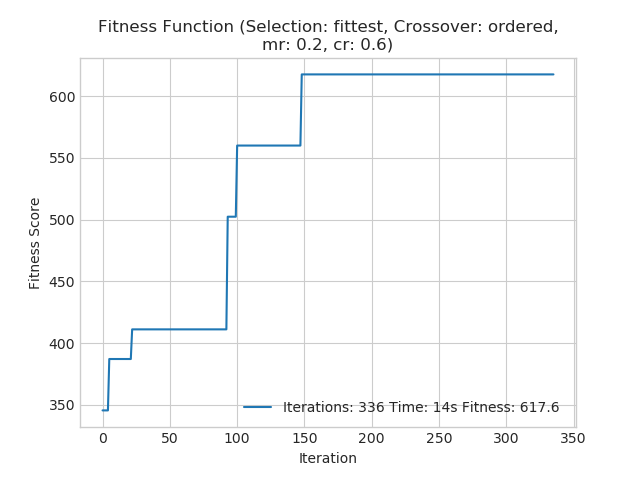 Fitness Function (Selection: fittest, Crossover: ordered,
mr: 0.2, cr: 0.6)
Fitness Score
600
550
500
450
400
350
Iterations: 336 Time: 14s Fitness: 617.6
0 50 100 150 200 250 300 350
Iteration